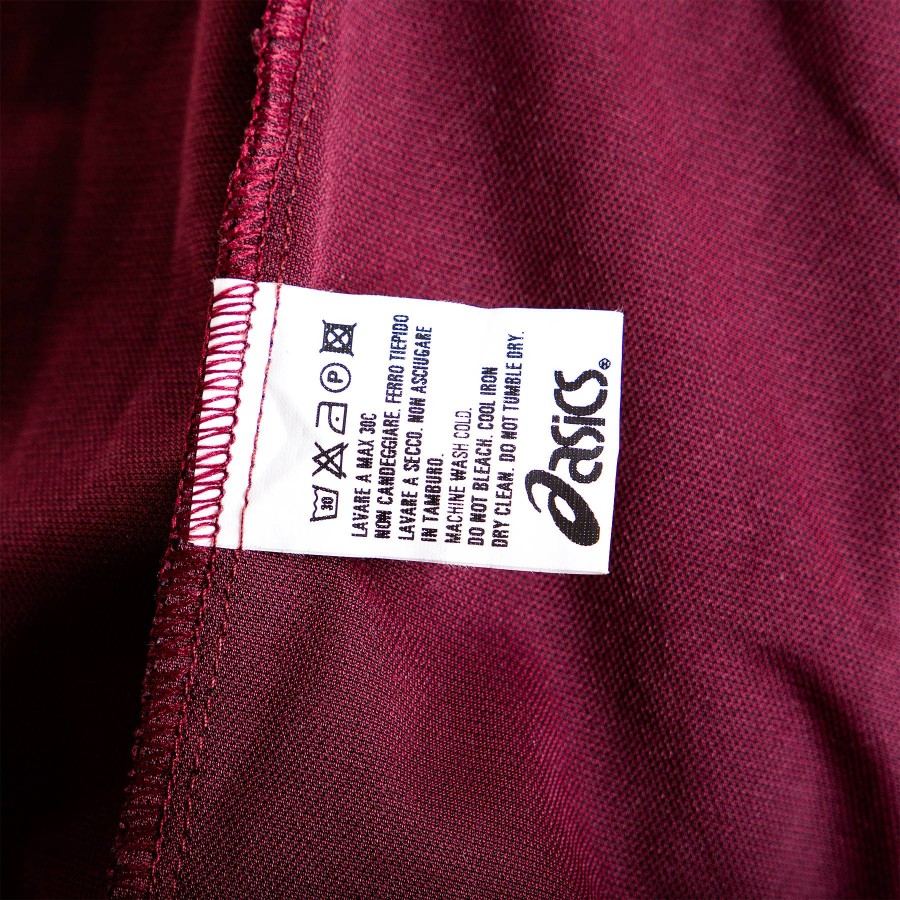 30 P
LAVARE A MAX 30C
NON CANDEGGIARE. FERRO TIEPIDO
LAVARE A SECCO. NON ASCIUGARE
IN TAMBURO.
MACHINE WASH COLD.
DO NOT BLEACH. COOL IRON
DRY CLEAN. DO NOT TUMBLE DRY.
asics®